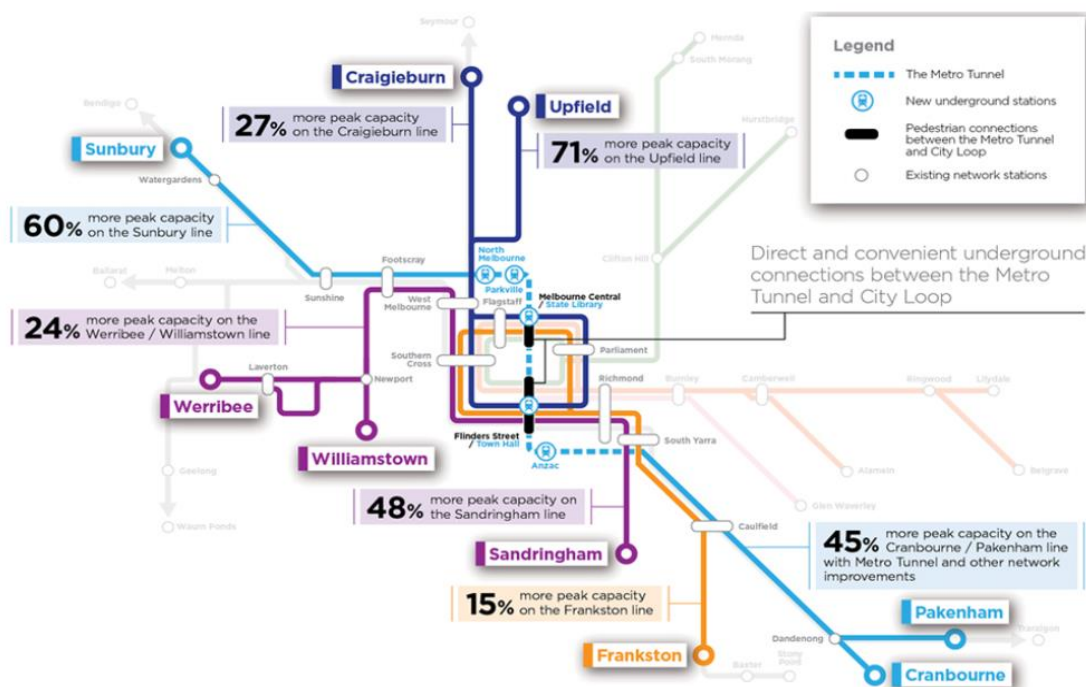 Seymour
Mernda
South Morang
Hurstbridge
Bendigo
Craigieburn
27% more peak capacity
on the Craigieburn line
Upfield
71% more peak capacity
on the Upfield line
Legend
The Metro Tunnel
New underground stations
Pedestrian connections
between the Metro Tunnel
and City Loop
Existing network stations
Sunbury
Watergardens
60% more peak capacity
on the Sunbury line
Ballarat
Melton
Sunshine
Footscray
North
Melbourne
Parkville
West
Melbourne
Flagstaff
Melbourne Central
/ State Library
Clifton Hill
Direct and convenient underground
connections between the Metro
Tunnel and City Loop
24% more peak capacity on the
Werribee / Williamstown line
Southern
Cross
Parliament
Laverton
Newport
Werribee
Williamstown
Richmond
Burnley
Camberwell
Ringwood
Lilydale
Flinders Street
/ Town Hall
Anzac
South Yarra
Alamein
Belgrave
Glen Waverley
Geelong
Waurn Ponds
48% more peak capacity on
the Sandringham line
Sandringham
Caulfield
45% more peak capacity on the
Cranbourne / Pakenham line
with Metro Tunnel and other network
improvements
15% more peak capacity
on the Frankston line
Frankston
Pakenham
Dandenong
Traralgon
Cranbourne
Baxter
Stony
Point